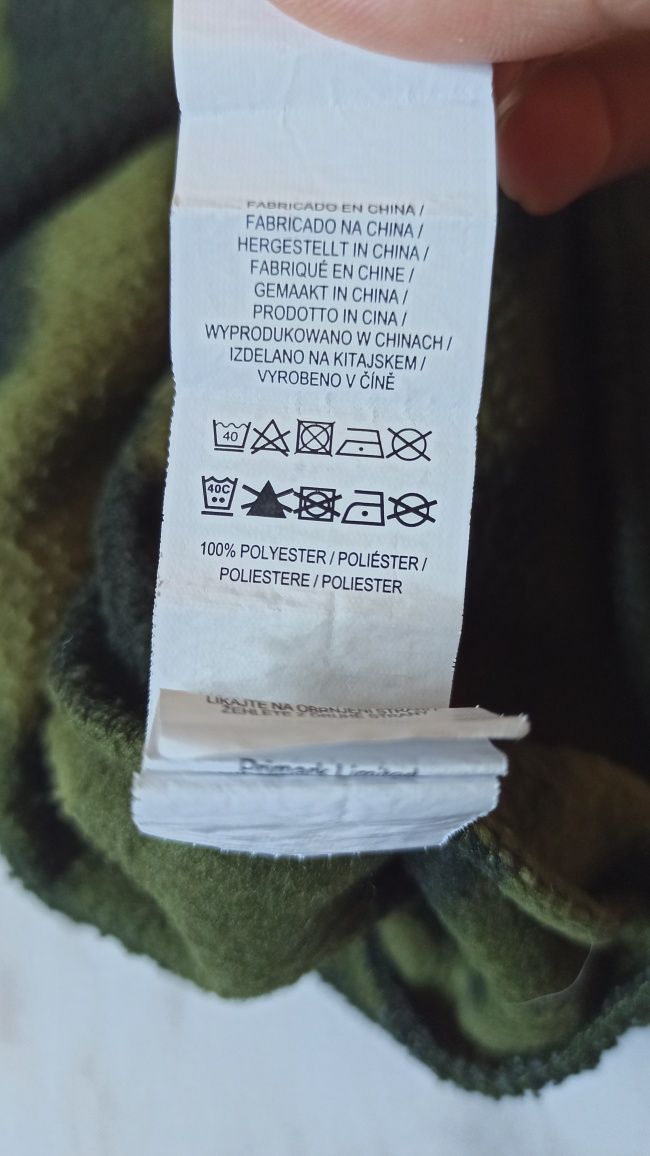 FABRICADO EN CHINA /
FABRICADO NA CHINA /
HERGESTELLT IN CHINA /
FABRIQUÉ EN CHINE /
GEMAAKT IN CHINA /
PRODOTTO IN CINA /
WYPRODUKOWANO W CHINACH /
IZDELANO NA KITAJSKEM /
VYROBENO V ČÍNĚ
40
40C
100% POLYESTER / POLIÉSTER /
POLIESTERE / POLIESTER
LIKAJTE NA OBRNJENI STRANI /
ŽEHLETE Z DRUHÉ STRANY
Primark Limited